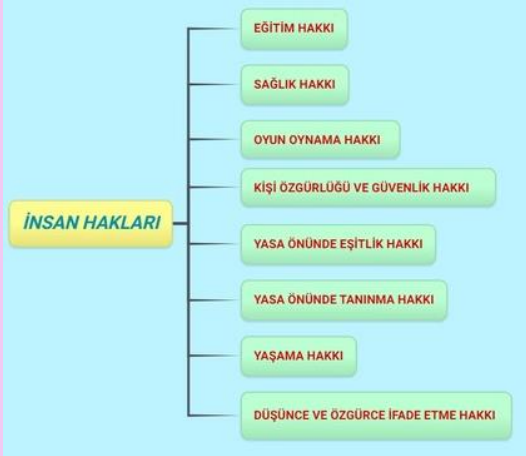 İNSAN HAKLARI
EĞİTİM HAKKI
SAĞLIK HAKKI
OYUN OYNAMA HAKKI
KİŞİ ÖZGÜRLÜĞÜ VE GÜVENLİK HAKKI
YASA ÖNÜNDE EŞİTLİK HAKKI
YASA ÖNÜNDE TANINMA HAKKI
YAŞAMA HAKKI
DÜŞÜNCE VE ÖZGÜRCE İFADE ETME HAKKI